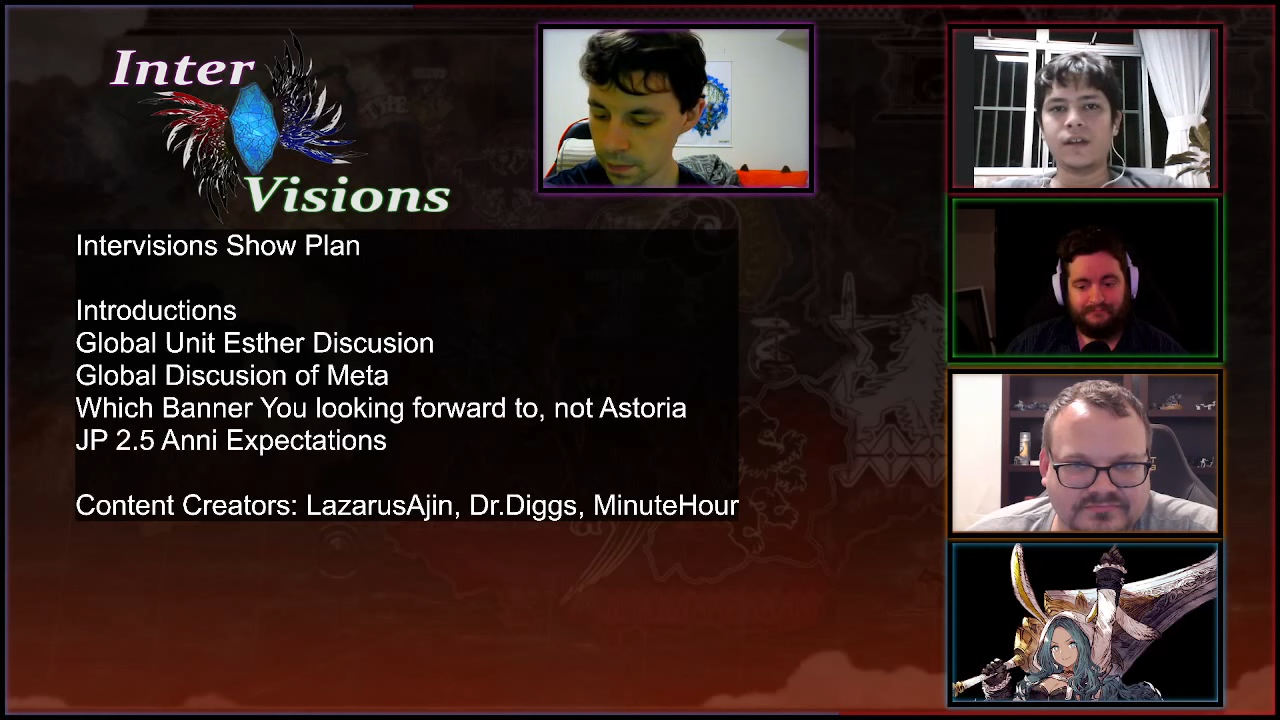 Inter
Visions
Intervisions Show Plan
Introductions
Global Unit Esther Discusion
Global Discusion of Meta
Which Banner You looking forward to, not Astoria
JP 2.5 Anni Expectations
Content Creators: LazarusAjin, Dr.Diggs, MinuteHour